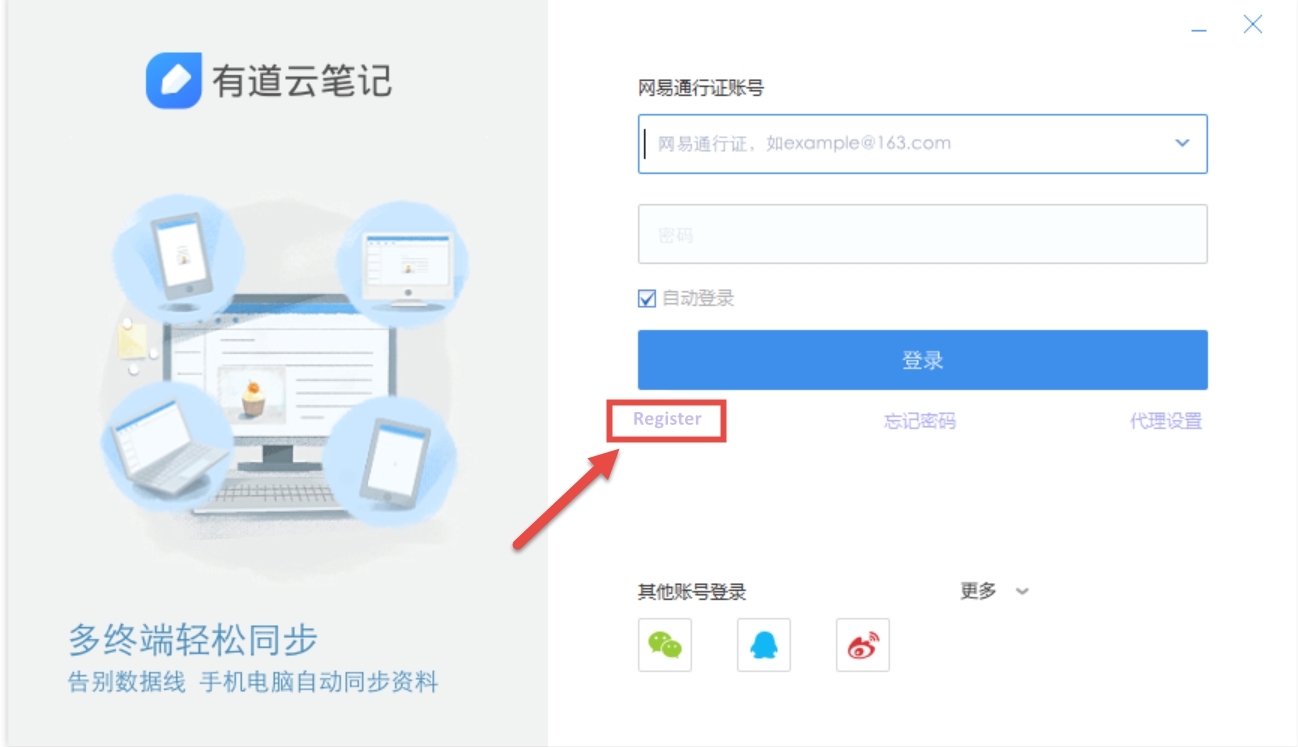 有道云笔记
多终端轻松同步
告别数据线 手机电脑自动同步资料
网易通行证账号
网易通行证，如example@163.com
密码
自动登录
登录
Register 忘记密码 代理设置
其他账号登录 更多